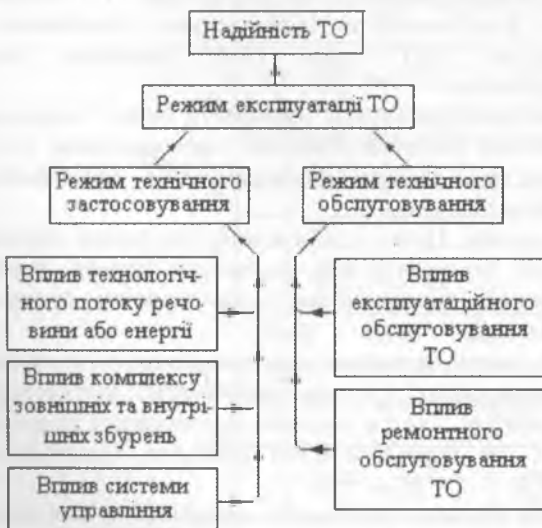 Надійність ТО
Режим експлуатації ТО
Режим технічного
застосовування
Режим технічного
обслуговування
Вплив технологіч-
ного потоку речо-
вини або енергії
Вплив комплексу
зовнішніх та внутрі
шніх збурень
Вплив системи
управління
Вплив
експлуатаційного
обслуговування
ТО
Вплив
ремонтного
обслуговування
ТО